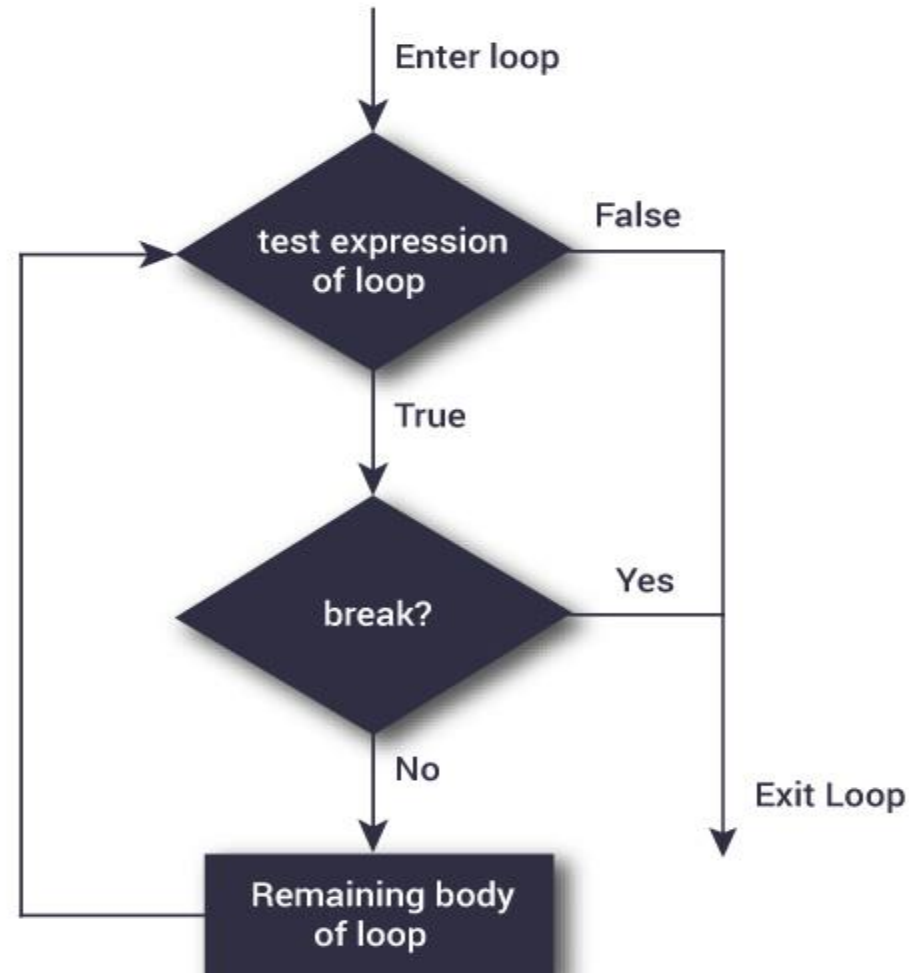 Enter loop
test expression
of loop
False
True
break?
Yes
No
Exit Loop
Remaining body
of loop